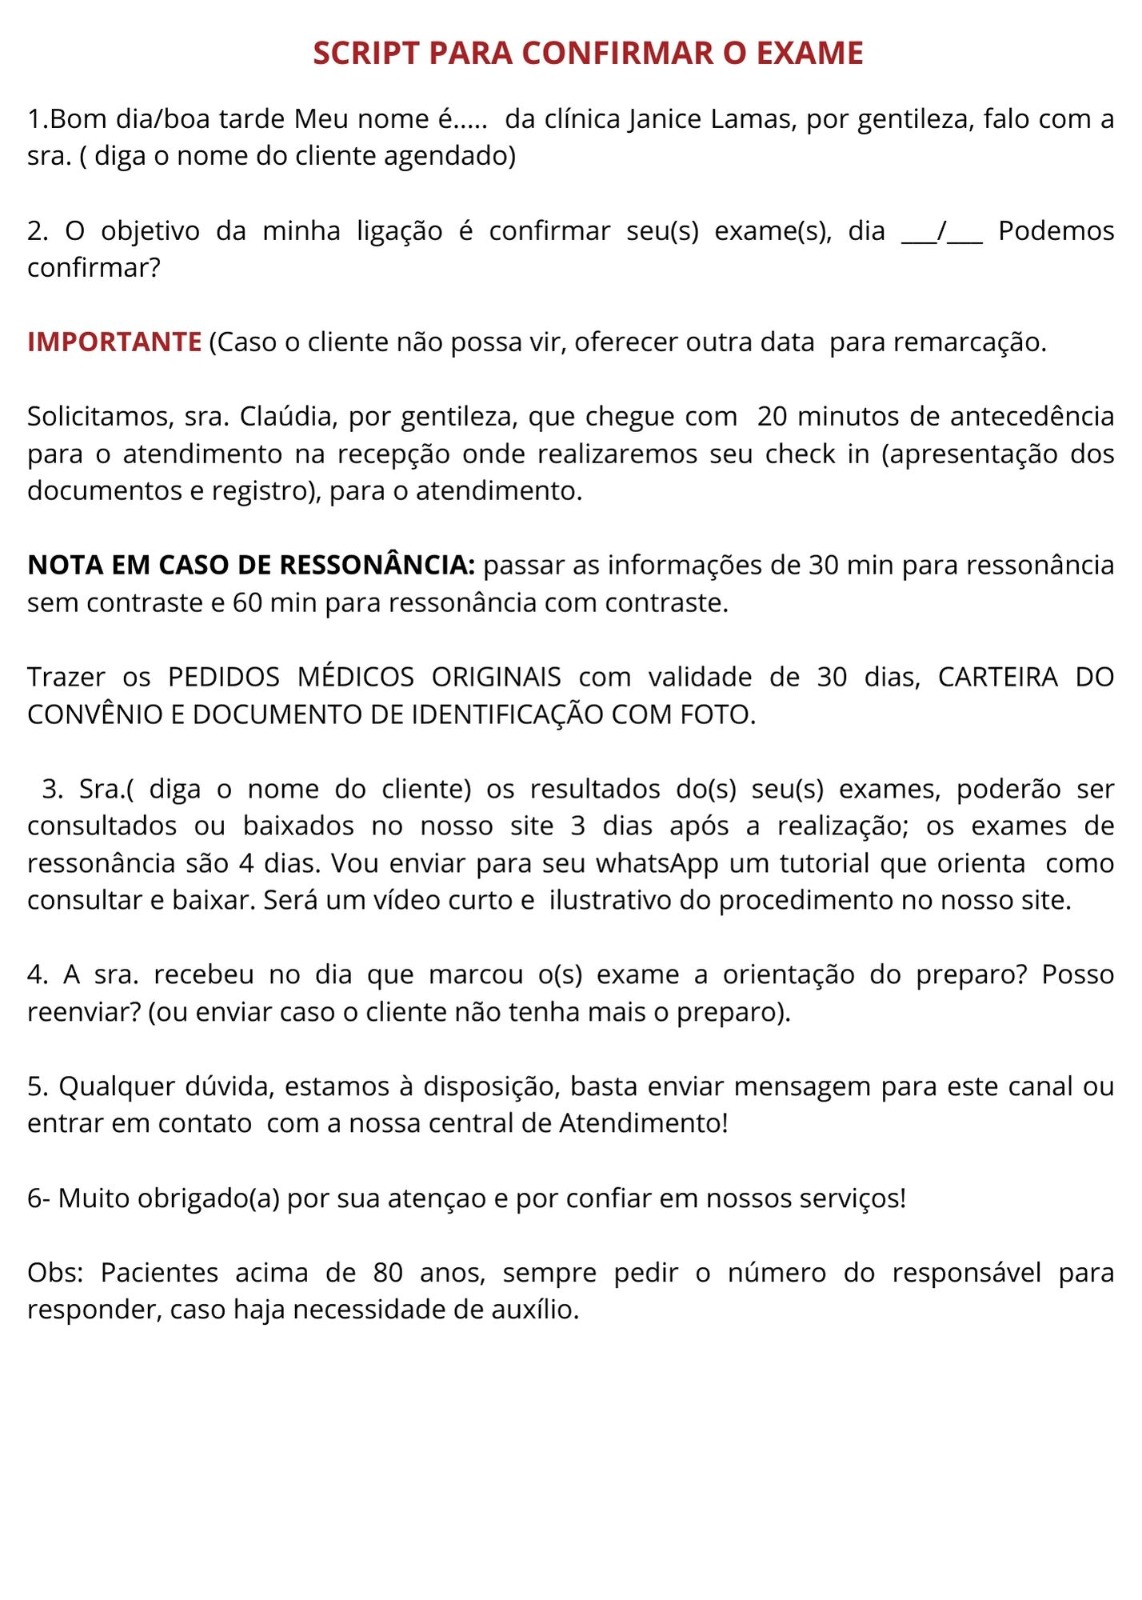 SCRIPT PARA CONFIRMAR O EXAME
1.Bom dia/boa tarde Meu nome é..... da clínica Janice Lamas, por gentileza, falo com a
sra. ( diga o nome do cliente agendado)
2. O objetivo da minha ligação é confirmar seu(s) exame(s), dia ___/___ Podemos
confirmar?
IMPORTANTE (Caso o cliente não possa vir, oferecer outra data para remarcação.
Solicitamos, sra. Claúdia, por gentileza, que chegue com 20 minutos de antecedência
para o atendimento na recepção onde realizaremos seu check in (apresentação dos
documentos e registro), para o atendimento.
NOTA EM CASO DE RESSONÂNCIA: passar as informações de 30 min para ressonância
sem contraste e 60 min para ressonância com contraste.
Trazer os PEDIDOS MÉDICOS ORIGINAIS com validade de 30 dias, CARTEIRA DO
CONVÊNIO E DOCUMENTO DE IDENTIFICAÇÃO COM FOTO.
3. Sra.( diga o nome do cliente) os resultados do(s) seu(s) exames, poderão ser
consultados ou baixados no nosso site 3 dias após a realização; os exames de
ressonância são 4 dias. Vou enviar para seu whatsApp um tutorial que orienta como
consultar e baixar. Será um vídeo curto e ilustrativo do procedimento no nosso site.
4. A sra. recebeu no dia que marcou o(s) exame a orientação do preparo? Posso
reenviar? (ou enviar caso o cliente não tenha mais o preparo).
5. Qualquer dúvida, estamos à disposição, basta enviar mensagem para este canal ou
entrar em contato com a nossa central de Atendimento!
6- Muito obrigado(a) por sua atençao e por confiar em nossos serviços!
Obs: Pacientes acima de 80 anos, sempre pedir o número do responsável para
responder, caso haja necessidade de auxílio.